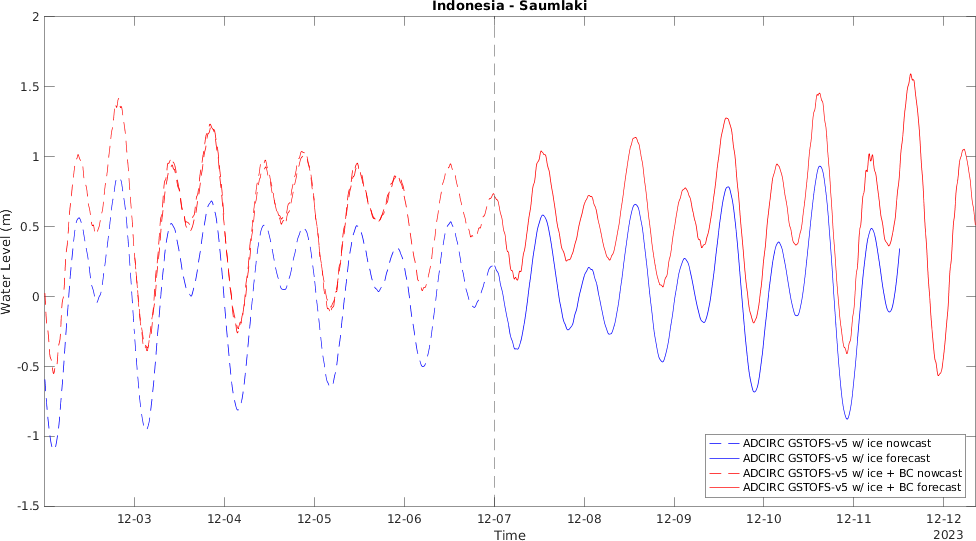 Indonesia - Saumlaki
2
1.5
1
0.5
0
-0.5
-1
-1.5
Water Level (m)
12-03
12-04
12-05
12-06
12-07
12-08
12-09
12-10
12-11
12-12
2023
Time
ADCIRC GSTOFS-v5 w/ ice nowcast
ADCIRC GSTOFS-v5 w/ ice forecast
ADCIRC GSTOFS-v5 w/ ice + BC nowcast
ADCIRC GSTOFS-v5 w/ ice + BC forecast